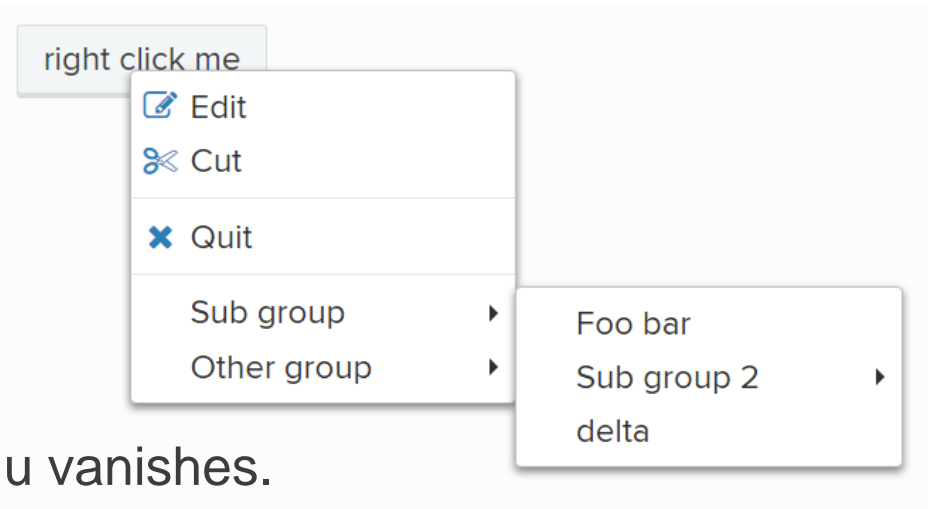 right click me
Edit
Cut
Quit
Sub group
Other group
Foo bar
Sub group 2
delta
u vanishes.